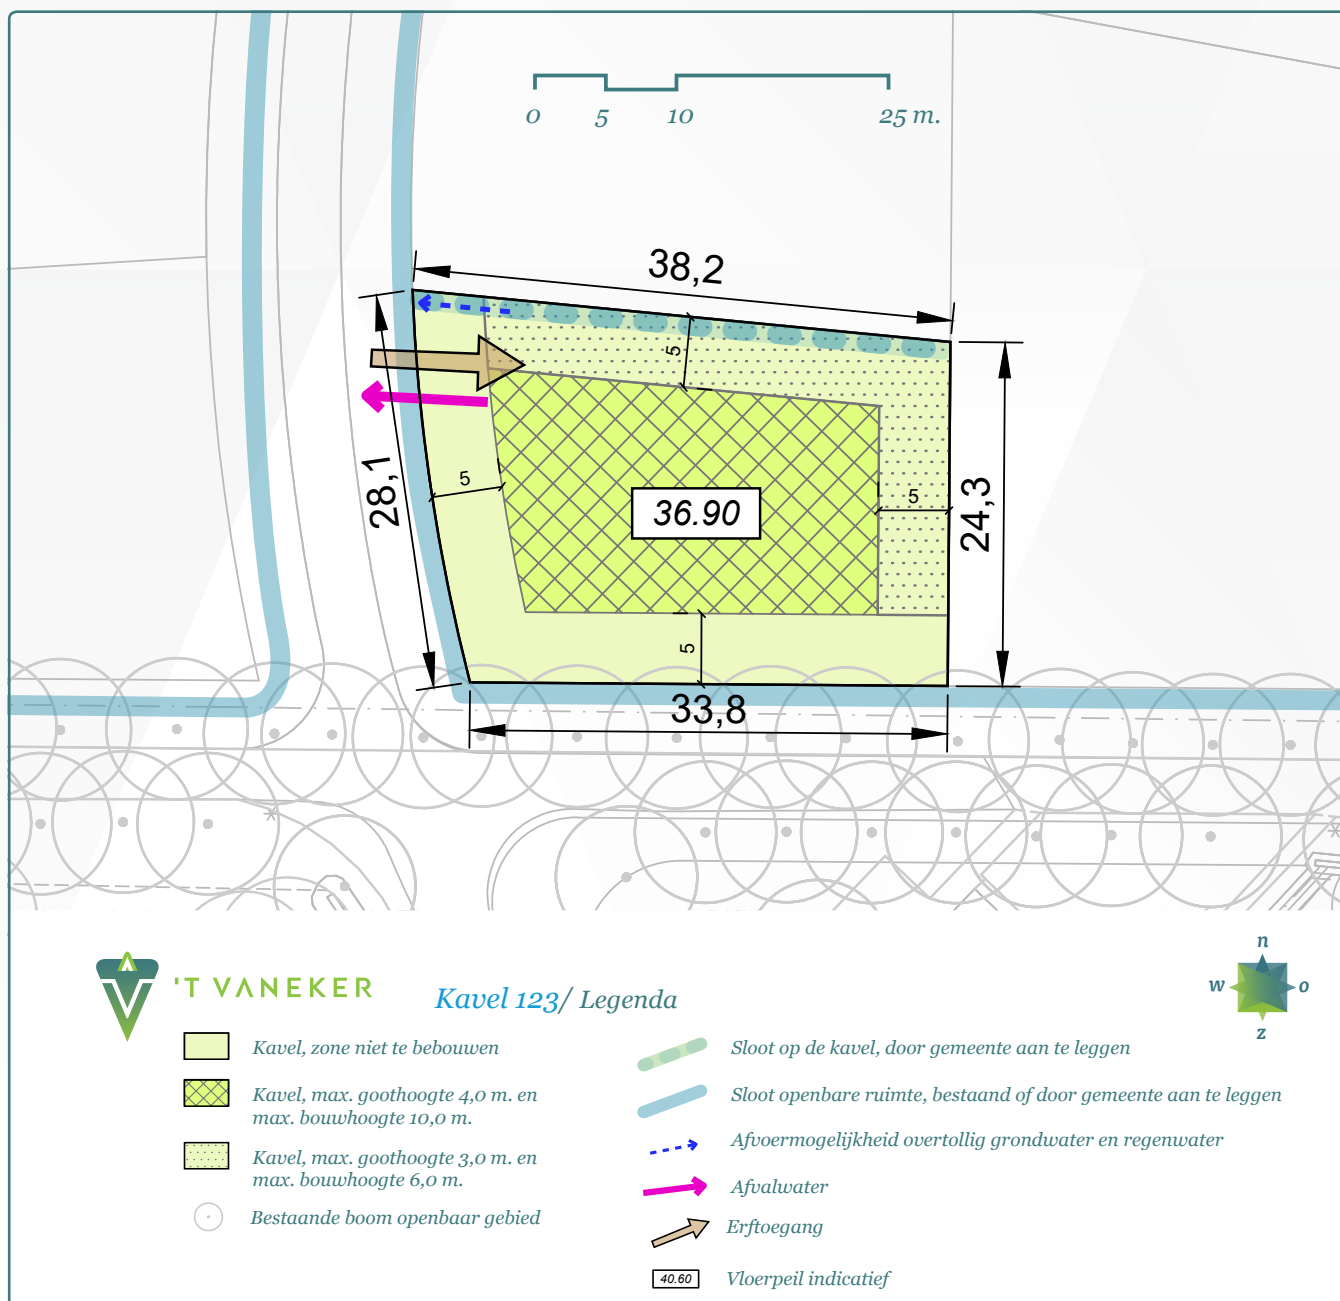 0 5 10 25 m.
38,2
5
28,1
5
36.90
5
24,3
5
33,8
'T VANEKER
Kavel 123/ Legenda
n
w o
z
Kavel, zone niet te bebouwen
Kavel, max. goothoogte 4,0 m. en
max. bouwhoogte 10,0 m.
Kavel, max. goothoogte 3,0 m. en
max. bouwhoogte 6,0 m.
Bestaande boom openbaar gebied
Sloot op de kavel, door gemeente aan te leggen
Sloot openbare ruimte, bestaand of door gemeente aan te leggen
Afvoermogelijkheid overtollig grondwater en regenwater
Afvalwater
Erftoegang
40.60 Vloerpeil indicatief